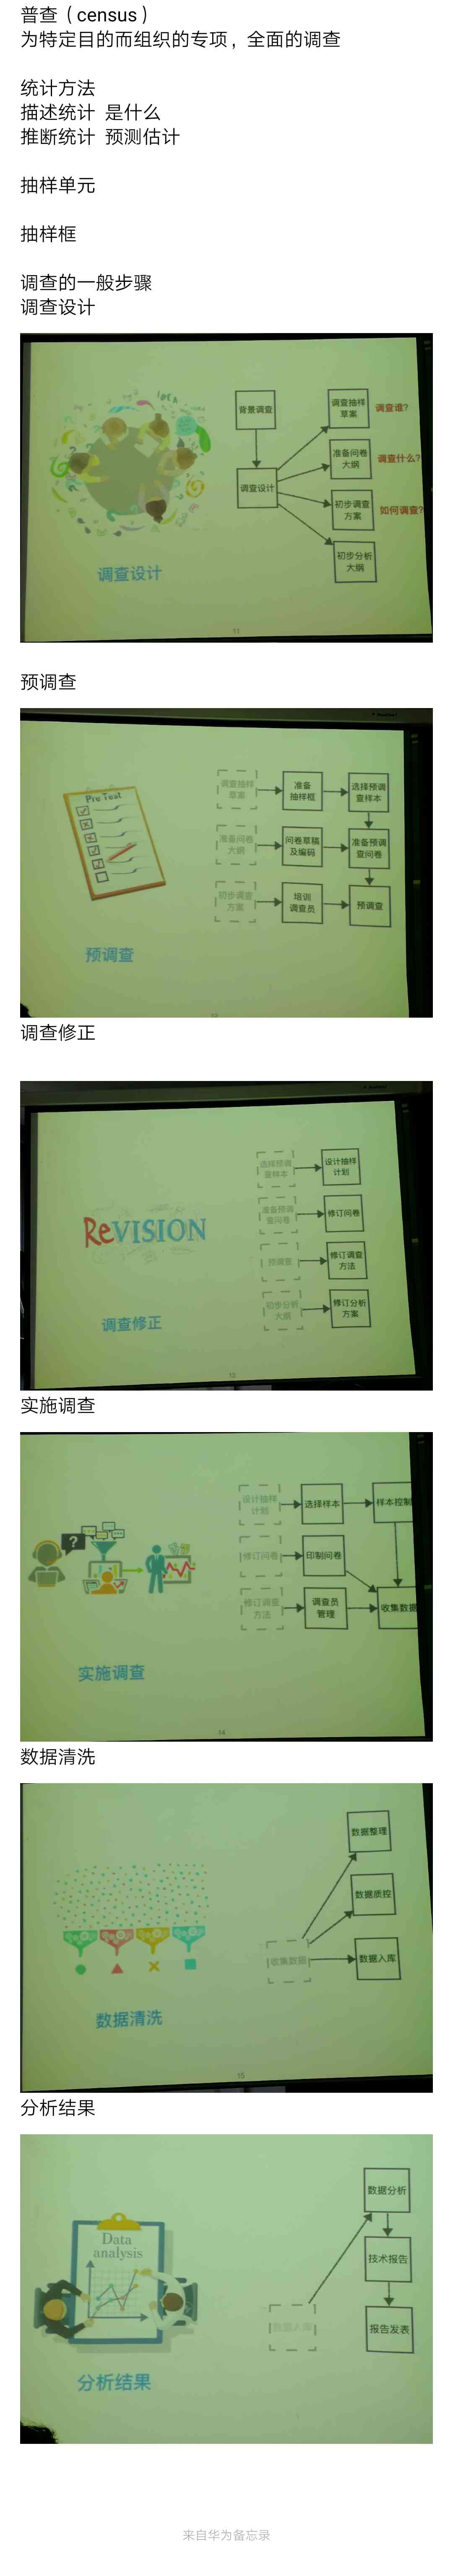 普查（census）
为特定目的而组织的专项，全面的调查
统计方法
描述统计 是什么
推断统计 预测估计
抽样单元
抽样框
调查的一般步骤
调查设计
IDEA
背景调查
调查设计
调查抽样
草案
调查谁?
准备问卷
大纲
调查什么?
初步调查
方案
如何调查?
初步分析
大纲
调查设计
11
预调查
Pre Test
调查抽样
草案
准备
抽样框
选择预调
查样本
准备问卷
大纲
问卷草稿
及编码
准备预调
查问卷
初步调查
方案
培训
调查员
预调查
预调查
调查修正
选择预调
查样本
设计抽样
计划
准备预调
查问卷
修订问卷
预调查
修订调查
方法
初步分析
大纲
修订分析
方案
ReVISION
调查修正
13
实施调查
设计抽样
计划
选择样本
样本控制
修订问卷
印制问卷
修订调查
方法
调查员
管理
收集数据
?
实施调查
14
数据清洗
数据整理
数据质控
收集数据
数据入库
数据清洗
15
分析结果
数据分析
技术报告
报告发表
数据入库
Data
analysis
分析结果
来自华为备忘录